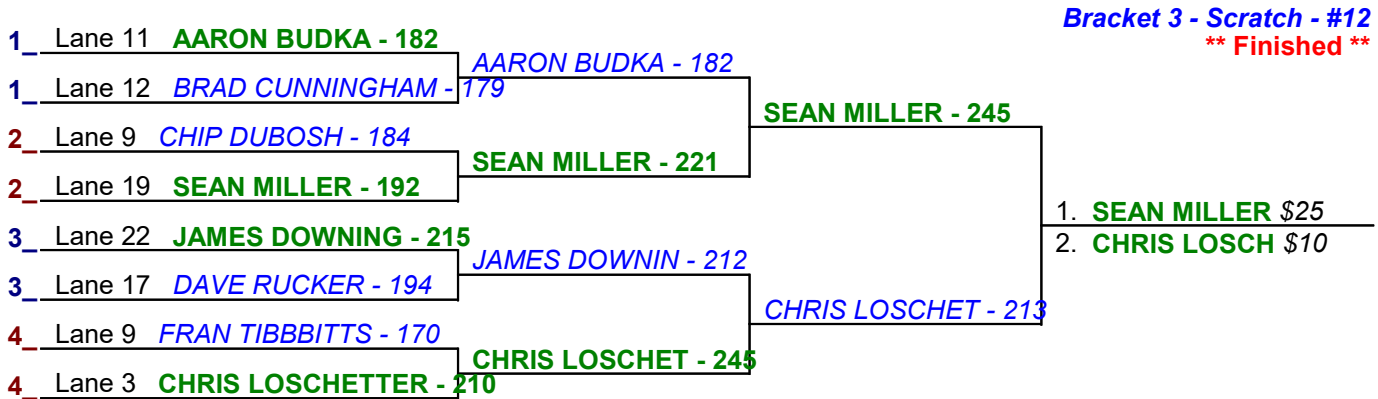 Bracket 3 - Scratch - #12
** Finished **
1_ Lane 11 AARON BUDKA - 182
1_ Lane 12 BRAD CUNNINGHAM - 179
2_ Lane 9 CHIP DUBOSH - 184
2_ Lane 19 SEAN MILLER - 192
3_ Lane 22 JAMES DOWNING - 215
3_ Lane 17 DAVE RUCKER - 194
4_ Lane 9 FRAN TIBBBITTS - 170
4_ Lane 3 CHRIS LOSCHETTER - 210
AARON BUDKA - 182
SEAN MILLER - 221
JAMES DOWNIN - 212
CHRIS LOSCHET - 245
SEAN MILLER - 245
CHRIS LOSCHET - 213
1. SEAN MILLER $25
2. CHRIS LOSCH $10